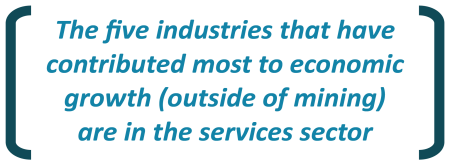 The five industries that have
contributed most to economic
growth (outside of mining)
are in the services sector